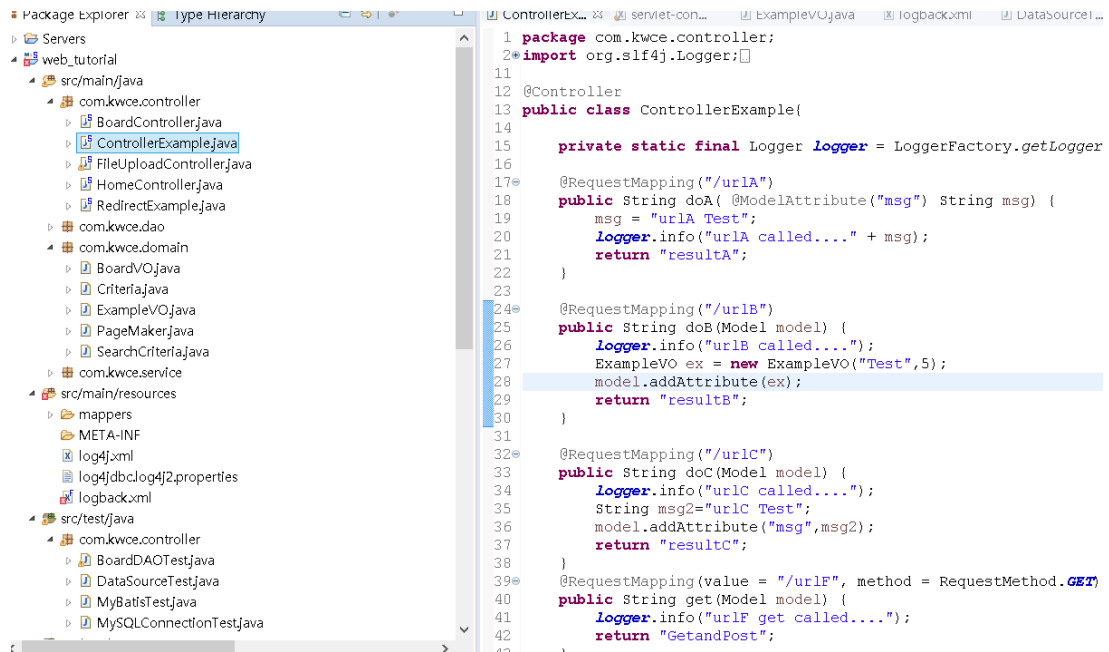 Package Explorer
Type Hierarchy
Servers
web_tutorial
src/main/java
com.kwce.controller
BoardController.java
ControllerExample.java
FileUploadController.java
HomeController.java
RedirectExample.java
com.kwce.dao
com.kwce.domain
BoardVO.java
Criteria.java
ExampleVO.java
PageMaker.java
SearchCriteria.java
com.kwce.service
src/main/resources
mappers
META-INF
log4j.xml
log4jdbc.log4j2.properties
logback.xml
src/test/java
com.kwce.controller
BoardDAOTest.java
DataSourceTest.java
MyBatisTest.java
MySQLConnectionTest.java
ControllerEx... servlet-con... ExampleVO.java logback.xml DataSourceT...
1 package com.kwce.controller;
2 import org.slf4j.Logger;
11
12 @Controller
13 public class ControllerExample{
14
15 private static final Logger logger = LoggerFactory.getLogger
16
17 @RequestMapping("/urlA")
18 public String doA( @ModelAttribute("msg") String msg) {
19 msg = "urlA Test";
20 logger.info("urlA called...." + msg);
21 return "resultA";
22 }
23
24 @RequestMapping("/urlB")
25 public String doB(Model model) {
26 logger.info("urlB called....");
27 ExampleVO ex = new ExampleVO("Test",5);
28 model.addAttribute(ex);
29 return "resultB";
30 }
31
32 @RequestMapping("/urlC")
33 public String doC(Model model) {
34 logger.info("urlC called....");
35 String msg2="urlC Test";
36 model.addAttribute("msg",msg2);
37 return "resultC";
38 }
39 @RequestMapping(value = "/urlF", method = RequestMethod.GET)
40 public String get(Model model) {
41 logger.info("urlF get called....");
42 return "GetandPost";